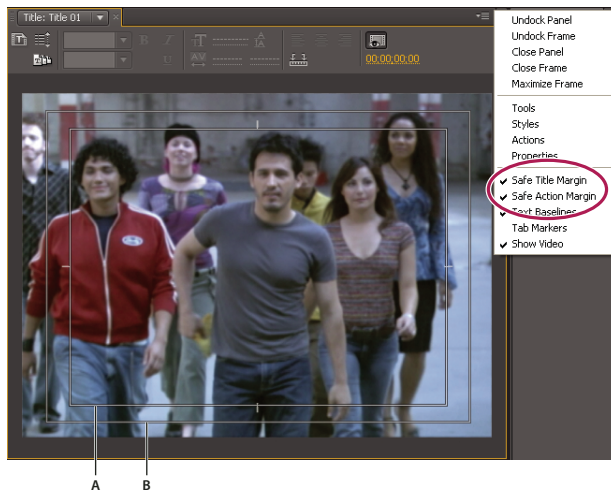 Title: Title 01
B I
U
00;00;00;00
Undock Panel
Undock Frame
Close Panel
Close Frame
Maximize Frame
Tools
Styles
Actions
Properties
Safe Title Margin
Safe Action Margin
Text Baselines
Tab Markers
Show Video
A B